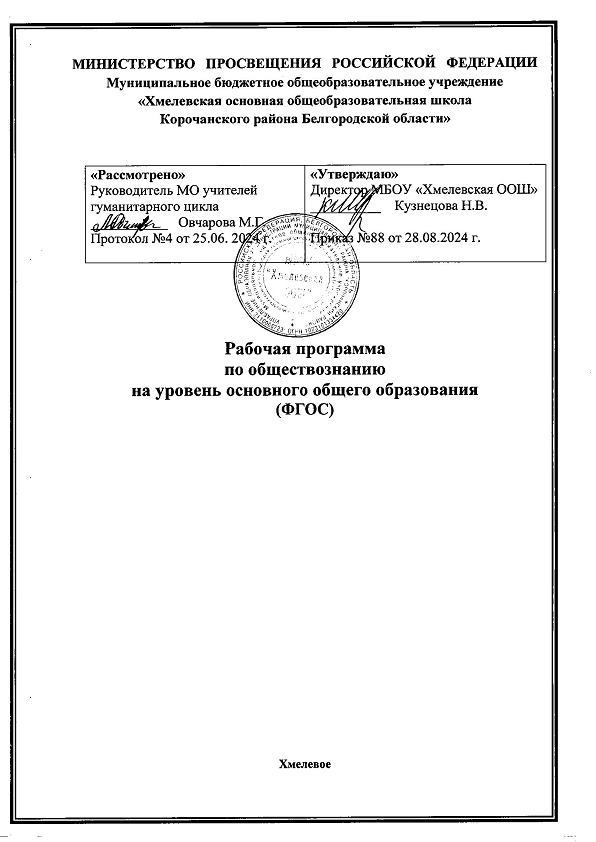 МИНИСТЕРСТВО ПРОСВЕЩЕНИЯ РОССИЙСКОЙ ФЕДЕРАЦИИ
Муниципальное бюджетное общеобразовательное учреждение
«Хмелевская основная общеобразовательная школа
Корочанского района Белгородской области»
«Рассмотрено»
Руководитель МО учителей
гуманитарного цикла
Овчарова М.Г.
Протокол №4 от 25.06. 2024 г.
«Утверждаю»
Директор МБОУ «Хмелевская ООШ»
Кузнецова Н.В.
Приказ №88 от 28.08.2024 г.
"Хмелевская
Рабочая программа
по обществознанию
на уровень основного общего образования
(ФГОС)
Хмелевое